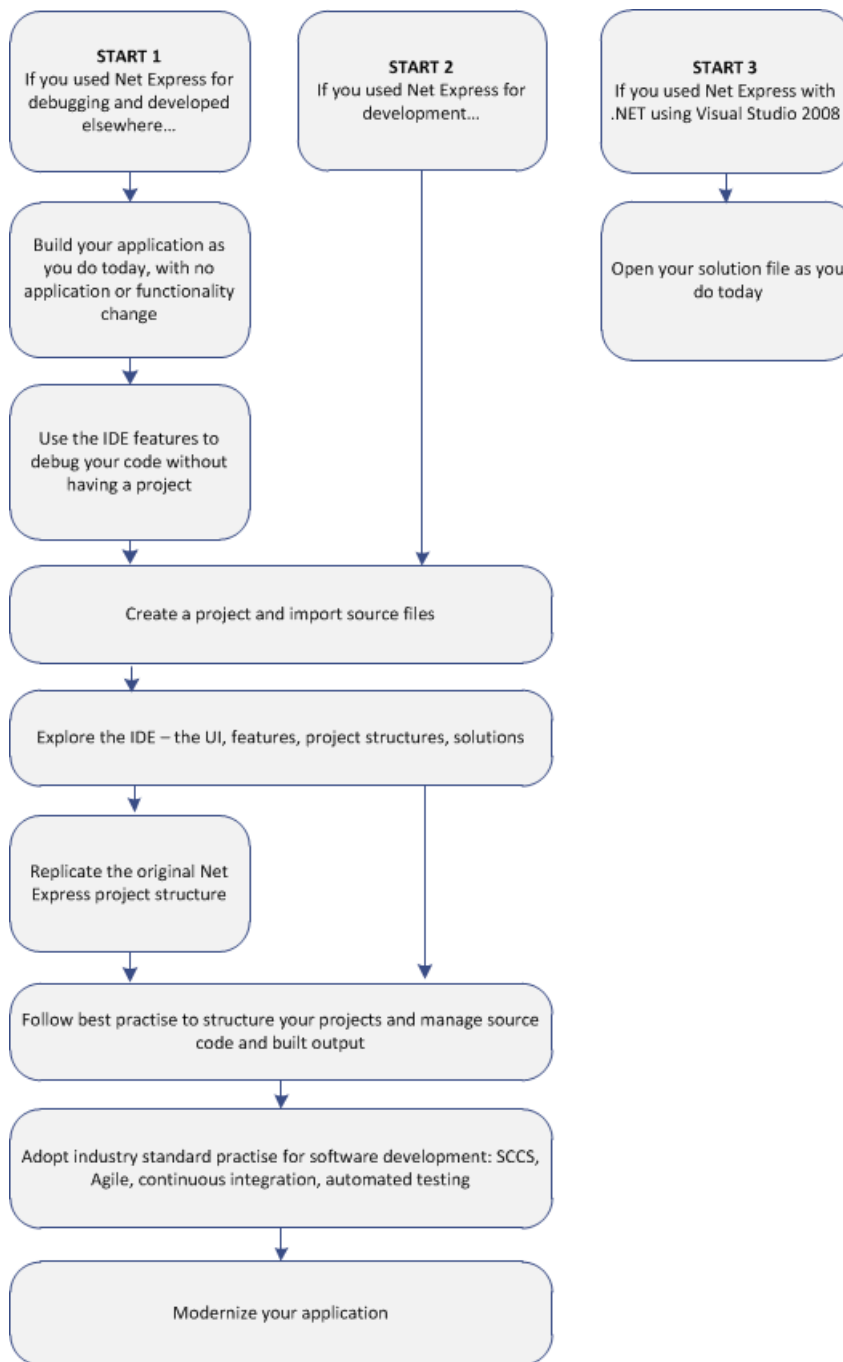 START 1
If you used Net Express for
debugging and developed
elsewhere...
START 2
If you used Net Express for
development...
START 3
If you used Net Express with
.NET using Visual Studio 2008
Build your application as
you do today, with no
application or functionality
change
Open your solution file as you
do today
Use the IDE features to
debug your code without
having a project
Create a project and import source files
Explore the IDE – the UI, features, project structures, solutions
Replicate the original Net
Express project structure
Follow best practise to structure your projects and manage source
code and built output
Adopt industry standard practise for software development: SCCS,
Agile, continuous integration, automated testing
Modernize your application